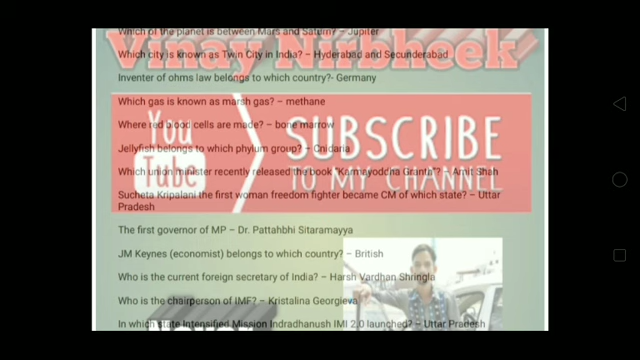 Which of the planet is between Mars and Saturn? – Jupiter
Vinay Nirbheek
Which city is known as Twin City in India? – Hyderabad and Secunderabad
Inventer of ohms law belongs to which country?- Germany
Which gas is known as marsh gas? – methane
Where red blood cells are made? – bone marrow
You
Tube
SUBSCRIBE
TO MY CHANNEL
Jellyfish belongs to which phylum group? – Cnidaria
Which union minister recently released the book "Karmayoddha Granth"? – Amit Shah
Sucheta Kripalani the first woman freedom fighter became CM of which state? – Uttar
Pradesh
The first governor of MP – Dr. Pattahbhi Sitaramayya
JM Keynes (economist) belongs to which country? – British
Who is the current foreign secretary of India? – Harsh Vardhan Shringla
Who is the chairperson of IMF? – Kristalina Georgieva
In which state Intensified Mission Indradhanush IMI 2.0 launched? – Uttar Pradesh